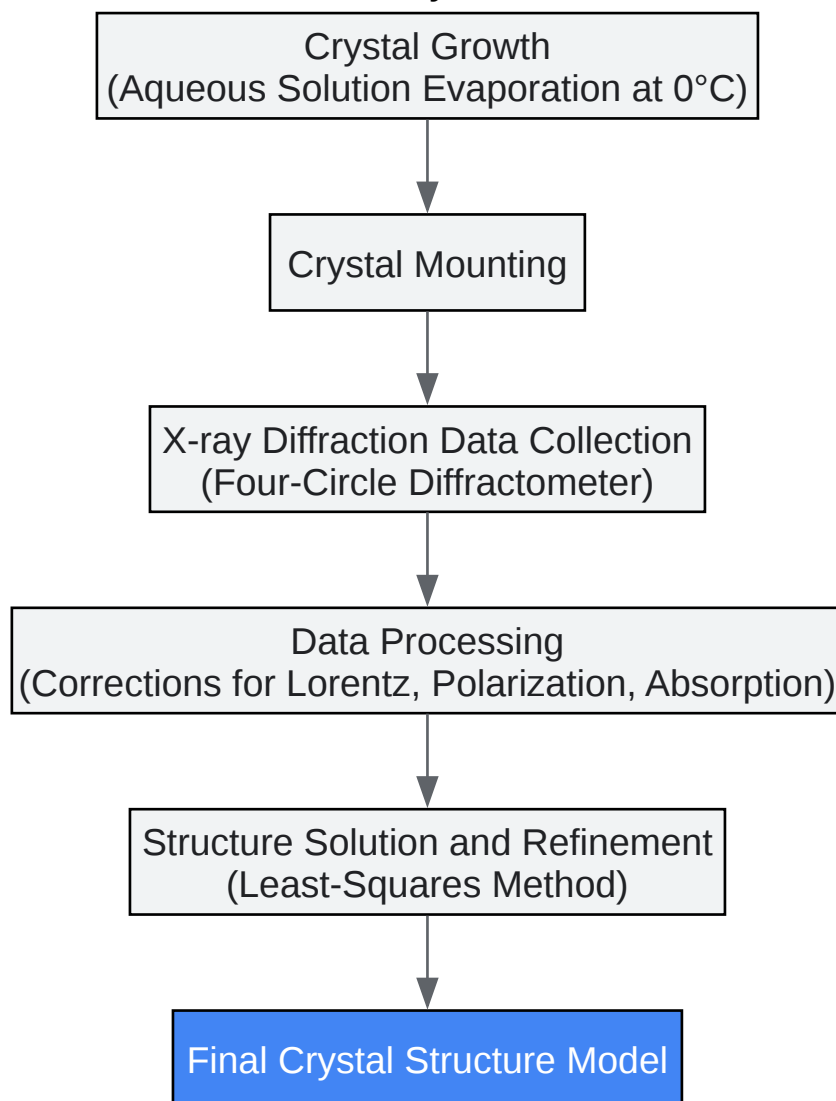 Crystal Growth
(Aqueous Solution Evaporation at 0°C)
Crystal Mounting
X-ray Diffraction Data Collection
(Four-Circle Diffractometer)
Data Processing
(Corrections for Lorentz, Polarization, Absorption)
Structure Solution and Refinement
(Least-Squares Method)
Final Crystal Structure Model